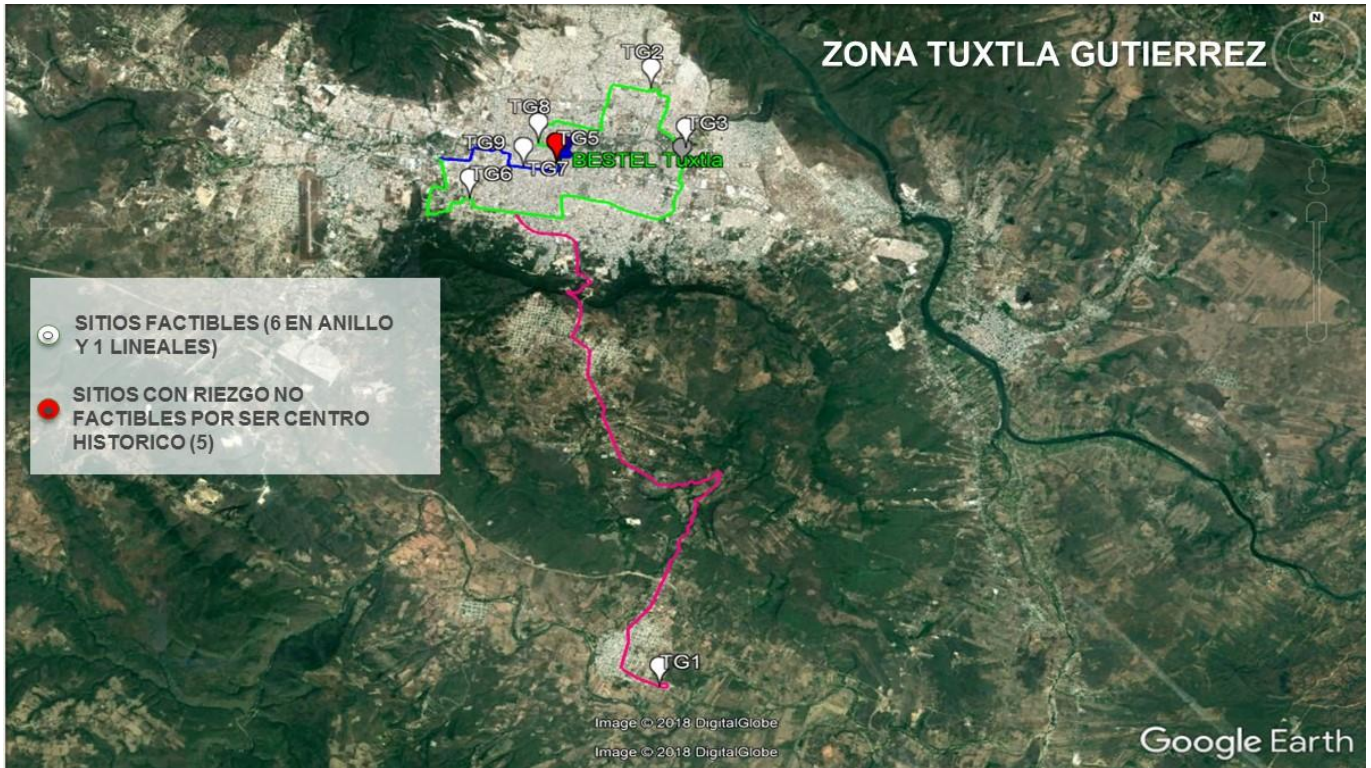 N
ZONA TUXTLA GUTIERREZ
TG2
TG8
TG3
TG9
TG5
BESTEL Tuxtla
TG7
TG6
SITIOS FACTIBLES (6 EN ANILLO
Y 1 LINEALES)
SITIOS CON RIEZGO NO
FACTIBLES POR SER CENTRO
HISTORICO (5)
TG1
Image © 2018 DigitalGlobe
Image © 2018 DigitalGlobe
Google Earth